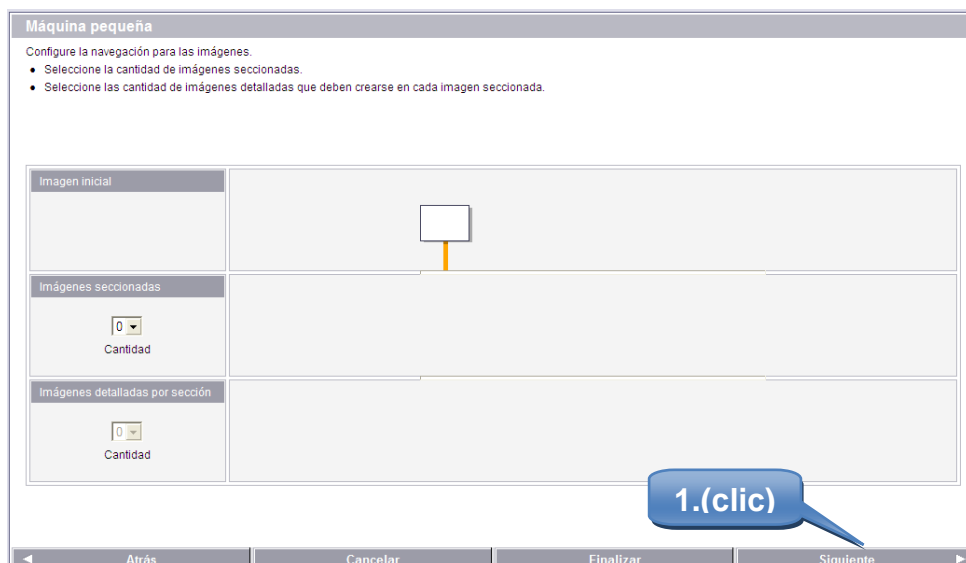 Máquina pequeña
Configure la navegación para las imágenes.
• Seleccione la cantidad de imágenes seccionadas.
• Seleccione las cantidad de imágenes detalladas que deben crearse en cada imagen seccionada.
Imagen inicial
Imágenes seccionadas
0
Cantidad
Imágenes detalladas por sección
0
Cantidad
1.(clic)
Atrás Cancelar Finalizar Siguiente